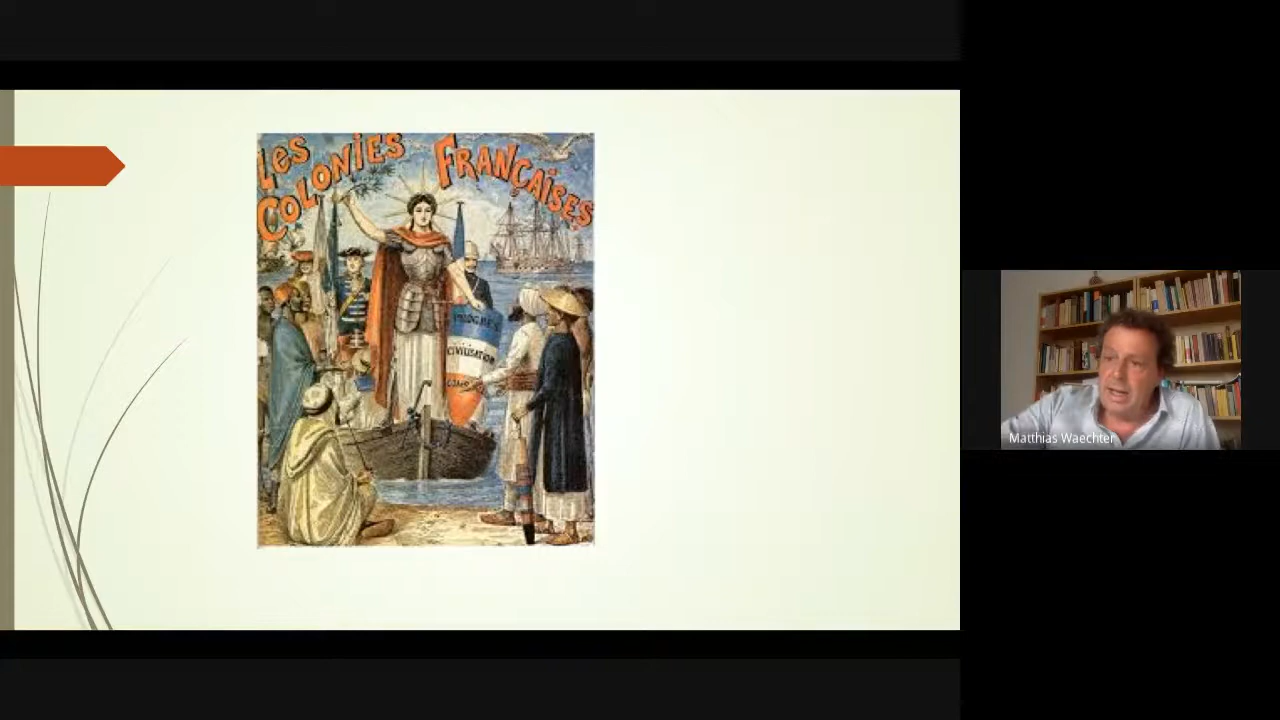 Les
COLONIES
FRANÇAISES
PROGRÈS
CIVILISATION
Matthias Waechter